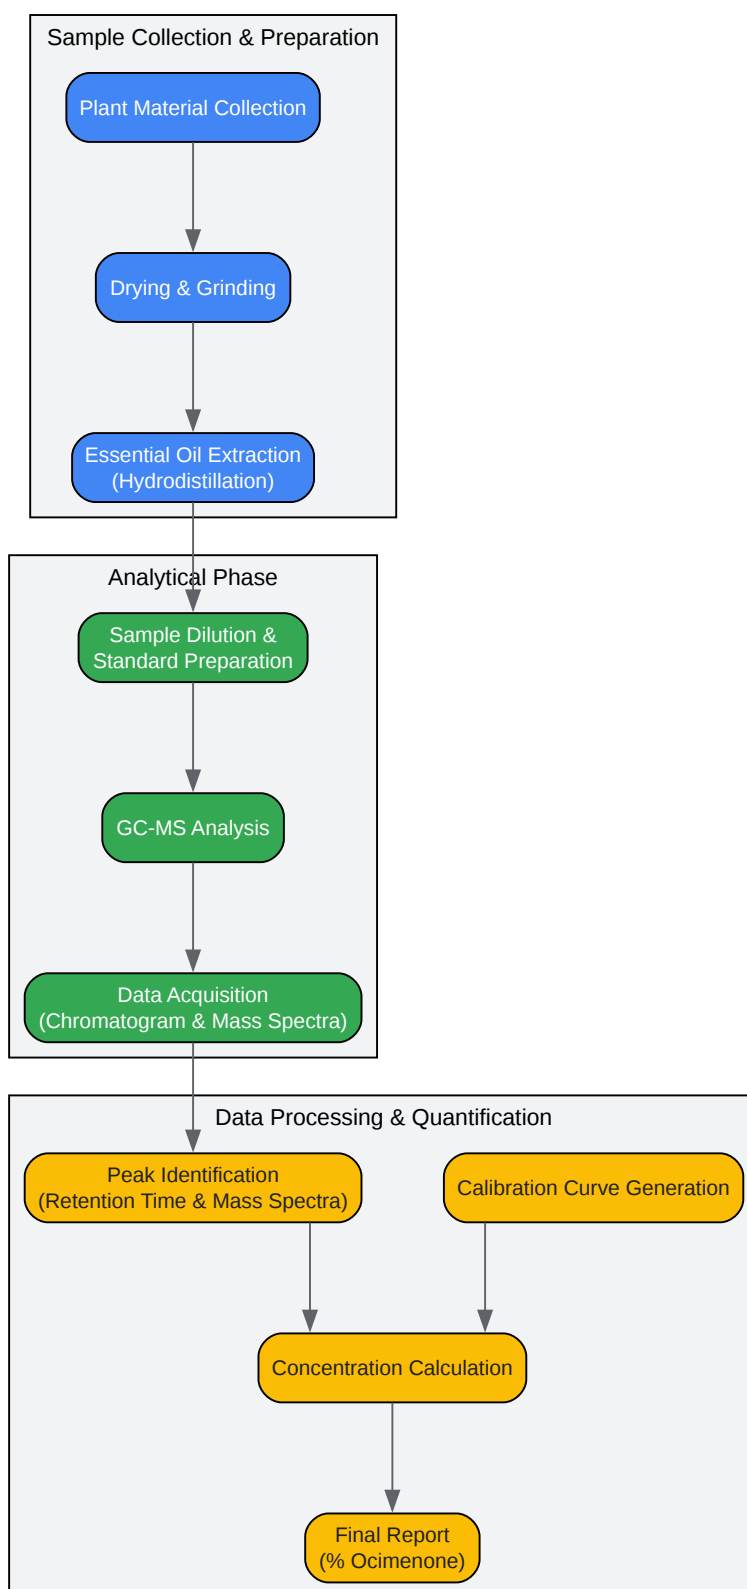 Sample Collection & Preparation
Plant Material Collection
Drying & Grinding
Essential Oil Extraction
(Hydrodistillation)
Analytical Phase
Sample Dilution &
Standard Preparation
GC-MS Analysis
Data Acquisition
(Chromatogram & Mass Spectra)
Data Processing & Quantification
Peak Identification
(Retention Time & Mass Spectra)
Calibration Curve Generation
Concentration Calculation
Final Report
(% Ocimenone)